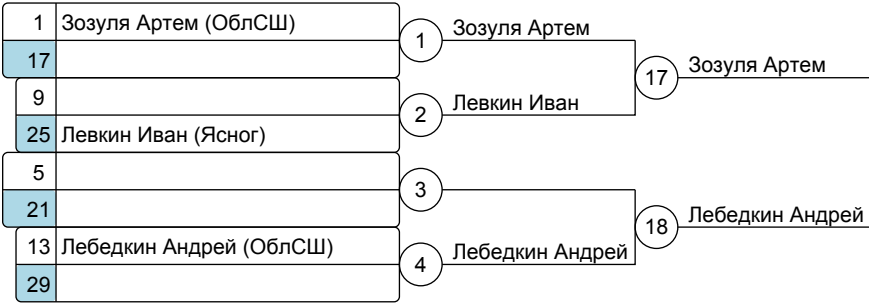 1 Зозуля Артем (ОблСШ)
17
1
Зозуля Артем
9
25 Левкин Иван (Ясног)
2
Левкин Иван
17
Зозуля Артем
5
21
3
13 Лебедкин Андрей (ОблСШ)
29
4
Лебедкин Андрей
18
Лебедкин Андрей